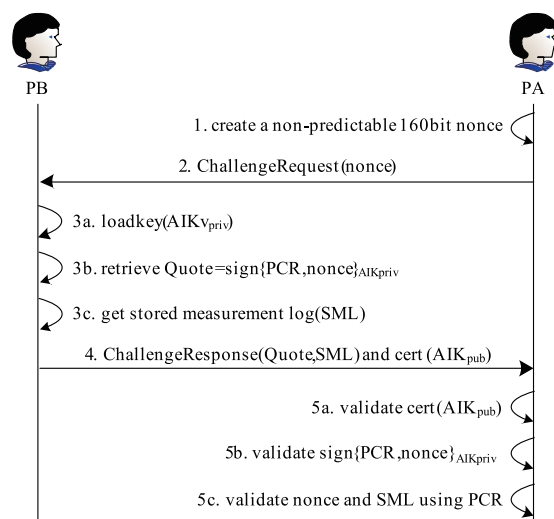 PB
PA
1. create a non-predictable 160bit nonce
2. ChallengeRequest(nonce)
3a. loadkey(AIKvpriv)
3b. retrieve Quote=sign{PCR,nonce}AIKpriv
3c. get stored measurement log(SML)
4. ChallengeResponse(Quote,SML) and cert (AIKpub)
5a. validate cert(AIKpub)
5b. validate sign{PCR,nonce}AIKpriv
5c. validate nonce and SML using PCR